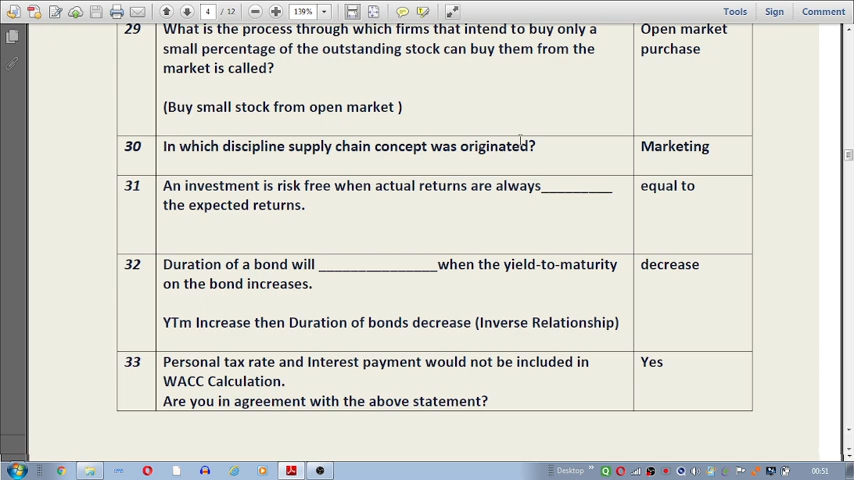 4 / 12
139%
Tools
Sign
Comment
29
What is the process through which firms that intend to buy only a
small percentage of the outstanding stock can buy them from the
market is called?
(Buy small stock from open market )
Open market
purchase
30
In which discipline supply chain concept was originated?
Marketing
31
An investment is risk free when actual returns are always_________
the expected returns.
equal to
32
Duration of a bond will _______________when the yield-to-maturity
on the bond increases.
YTm Increase then Duration of bonds decrease (Inverse Relationship)
decrease
33
Personal tax rate and Interest payment would not be included in
WACC Calculation.
Are you in agreement with the above statement?
Yes
Desktop
00:51